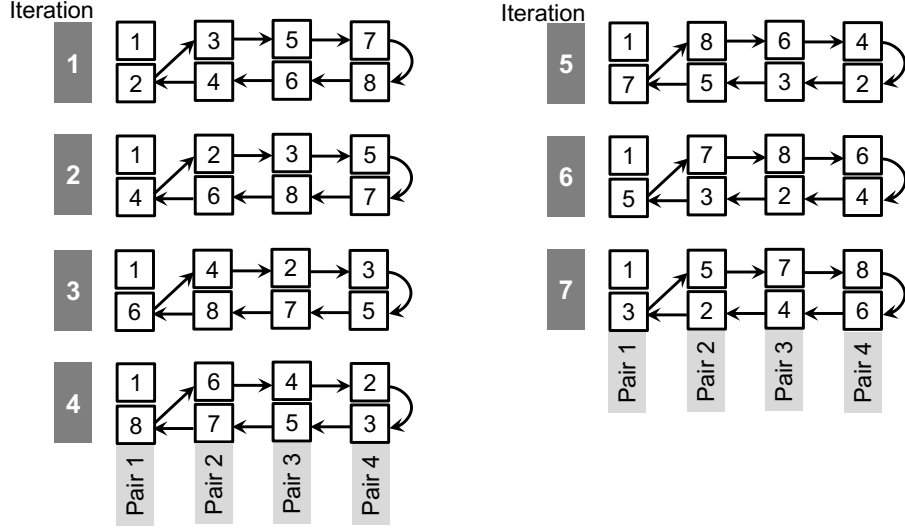 Iteration
1
1 3 5 7
2 4 6 8
2
1 2 3 5
4 6 8 7
3
1 4 2 3
6 8 7 5
4
1 6 4 2
8 7 5 3
Pair 1 Pair 2 Pair 3 Pair 4
Iteration
5
1 8 6 4
7 5 3 2
6
1 7 8 6
5 3 2 4
7
1 5 7 8
3 2 4 6
Pair 1 Pair 2 Pair 3 Pair 4